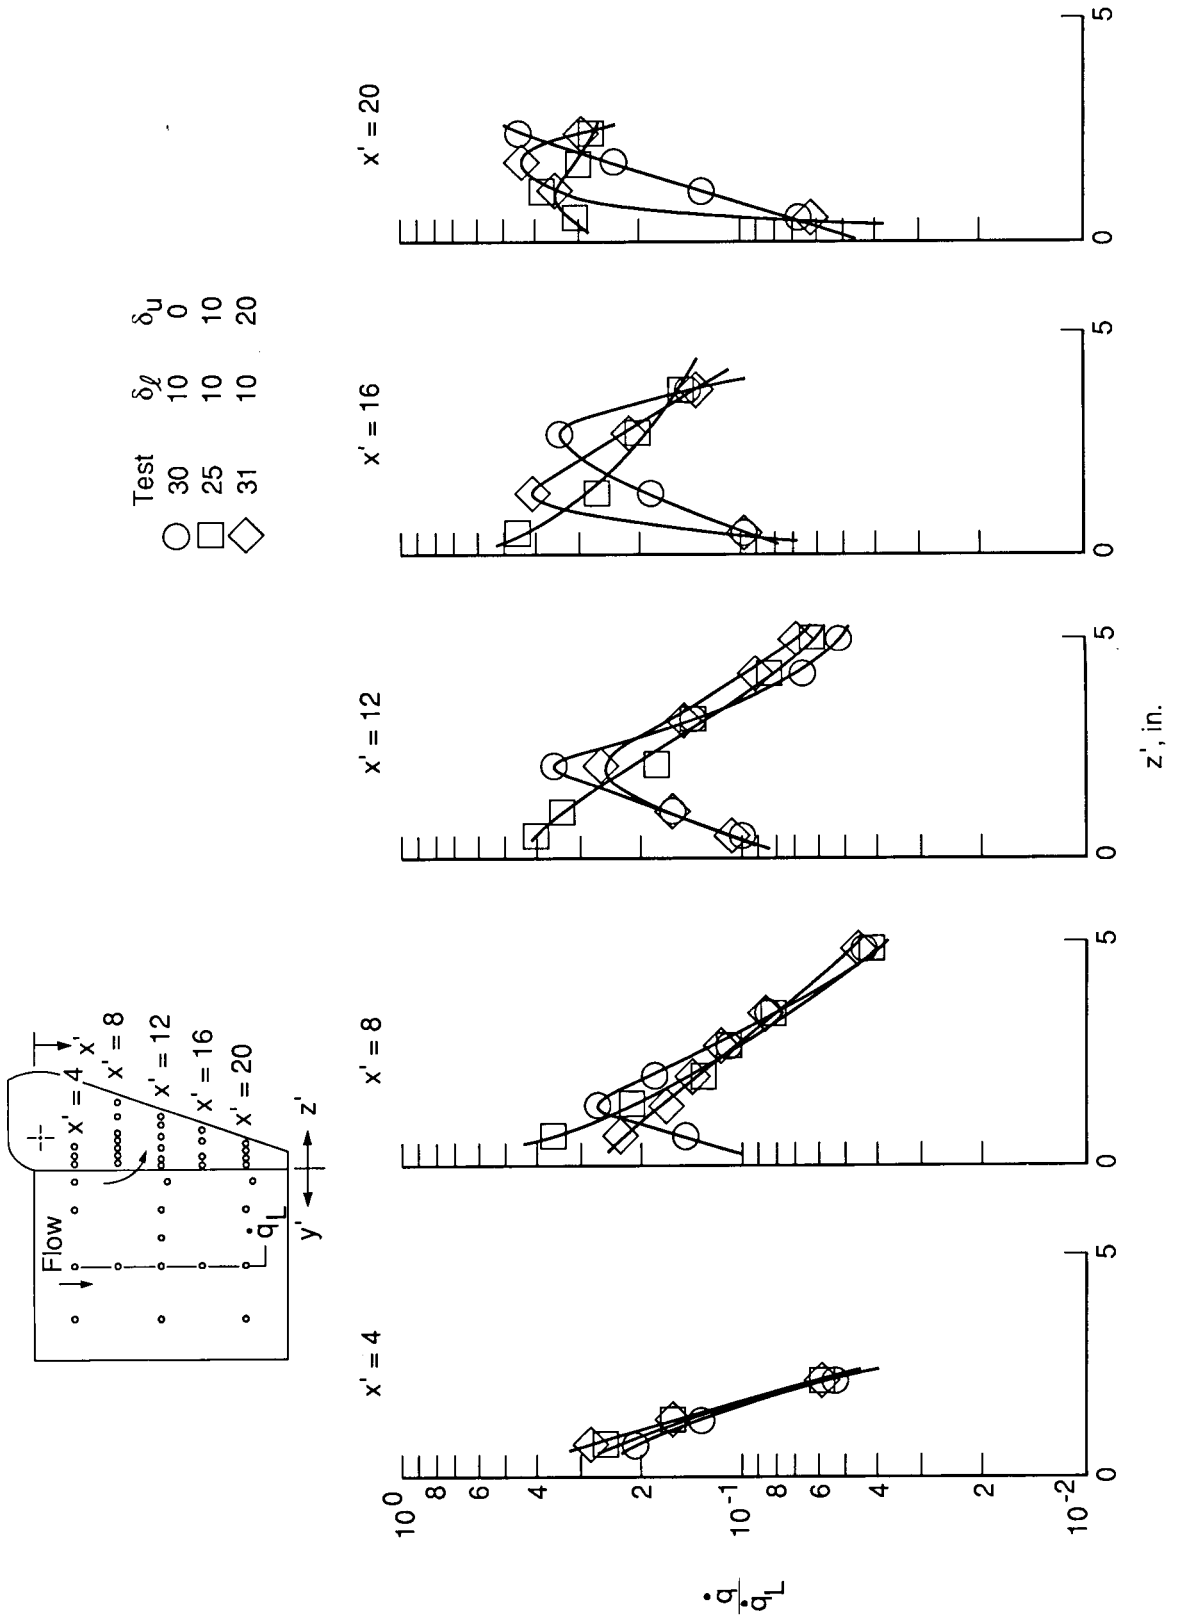 Flow
x' = 4
x'
x' = 8
x' = 12
x' = 16
x' = 20
q̇L
y'
z'
Test δℓ δu
30 10 0
25 10 10
31 10 20
x' = 4
x' = 8
x' = 12
x' = 16
x' = 20
10⁰
8
6
4
2
10⁻¹
8
6
4
2
10⁻²
q̇
q̇L
0 5
0 5
0 5
0 5
0 5
z', in.